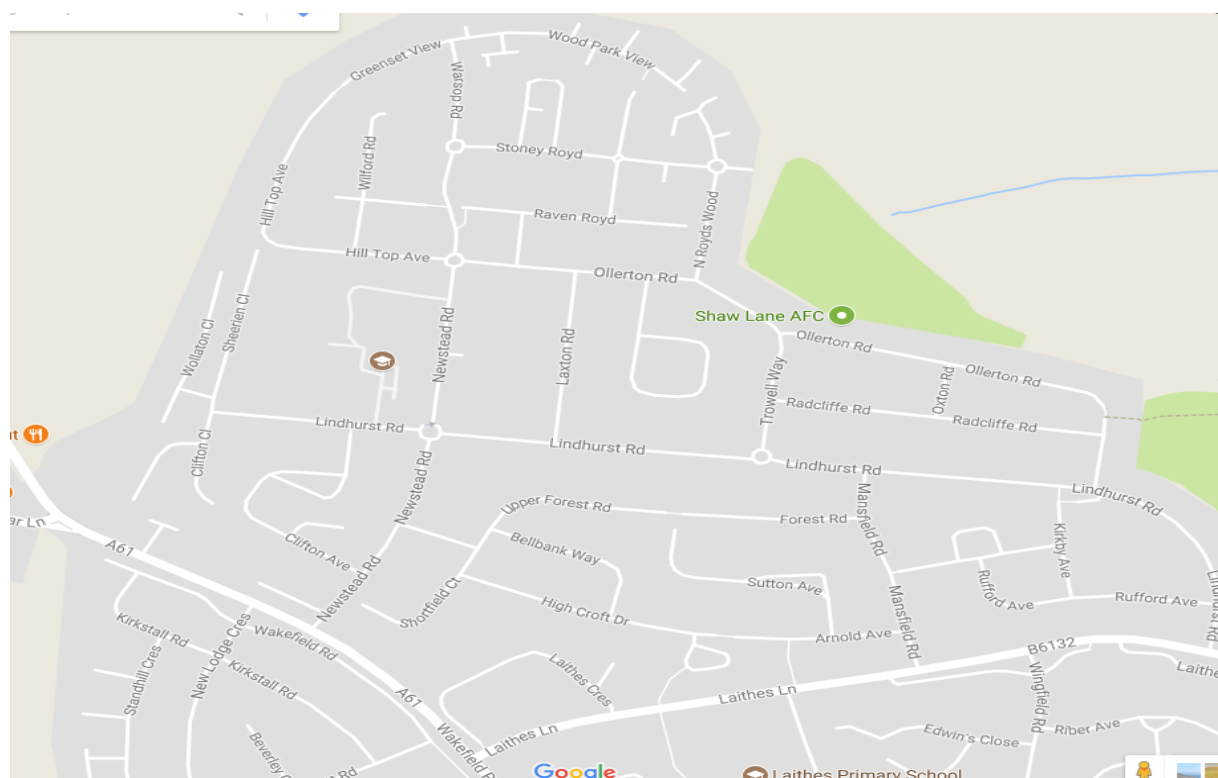 Greenset View
Wood Park View
Warsop Rd
Wilford Rd
Stoney Royd
Hill Top Ave
Raven Royd
N Royds Wood
Hill Top Ave
Ollerton Rd
Sheerien Cl
Wollaton Cl
Newstead Rd
Laxton Rd
Shaw Lane AFC
Ollerton Rd
Trowell Way
Ollerton Rd
Oxton Rd
Radcliffe Rd
Radcliffe Rd
Lindhurst Rd
Lindhurst Rd
Lindhurst Rd
Lindhurst Rd
Clifton Cl
Newstead Rd
Upper Forest Rd
Forest Rd
Mansfield Rd
Kirkby Ave
ar Ln
A61
Clifton Ave
Bellbank Way
Newstead Rd
Shortfield Ct
High Croft Dr
Sutton Ave
Mansfield Rd
Rufford Ave
Rufford Ave
Arnold Ave
B6132
Kirkstall Rd
Wakefield Rd
New Lodge Cres
Standhill Cres
Kirkstall Rd
A61
Laithes Cres
Laithes Ln
Laithes Ln
Wingfield Rd
Riber Ave
Edwin's Close
Laithes Primary School
Google